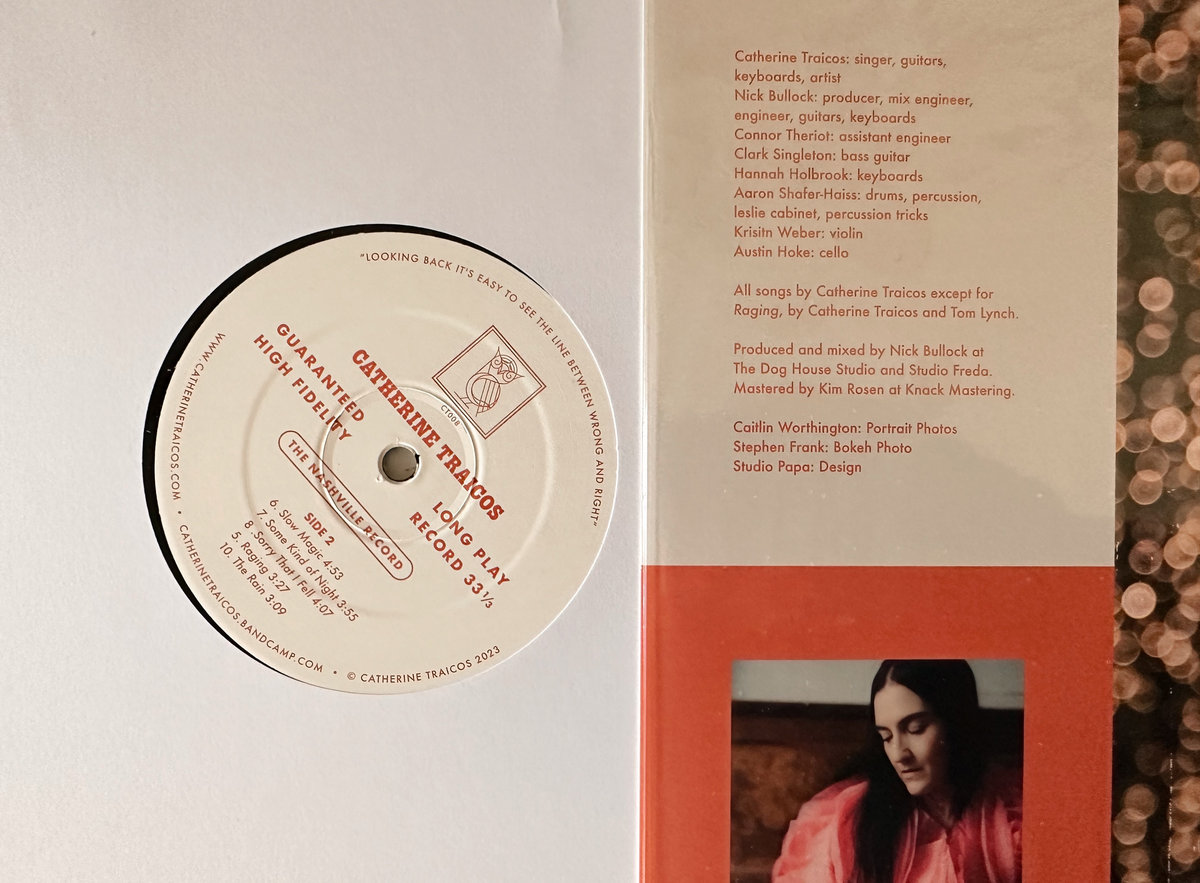 "LOOKING BACK IT'S EASY TO SEE THE LINE BETWEEN WRONG AND RIGHT"
GUARANTEED
HIGH FIDELITY
CATHERINE TRAICOS
CT008
LONG PLAY
RECORD 33 1/3
THE NASHVILLE RECORD
SIDE 2
6. Slow Magic 4:53
7. Some Kind of Night 3:55
8. Sorry That I Fell 4:07
5. Raging 3:27
10. The Rain 3:09
WWW.CATHERINETRAICOS.COM • CATHERINETRAICOS.BANDCAMP.COM • © CATHERINE TRAICOS 2023
Catherine Traicos: singer, guitars,
keyboards, artist
Nick Bullock: producer, mix engineer,
engineer, guitars, keyboards
Connor Theriot: assistant engineer
Clark Singleton: bass guitar
Hannah Holbrook: keyboards
Aaron Shafer-Haiss: drums, percussion,
leslie cabinet, percussion tricks
Krisitn Weber: violin
Austin Hoke: cello
All songs by Catherine Traicos except for
Raging, by Catherine Traicos and Tom Lynch.
Produced and mixed by Nick Bullock at
The Dog House Studio and Studio Freda.
Mastered by Kim Rosen at Knack Mastering.
Caitlin Worthington: Portrait Photos
Stephen Frank: Bokeh Photo
Studio Papa: Design